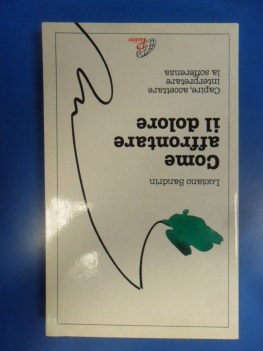 Luciano Sandrin
Come
affrontare
il dolore
Capire, accettare
interpretare
la sofferenza